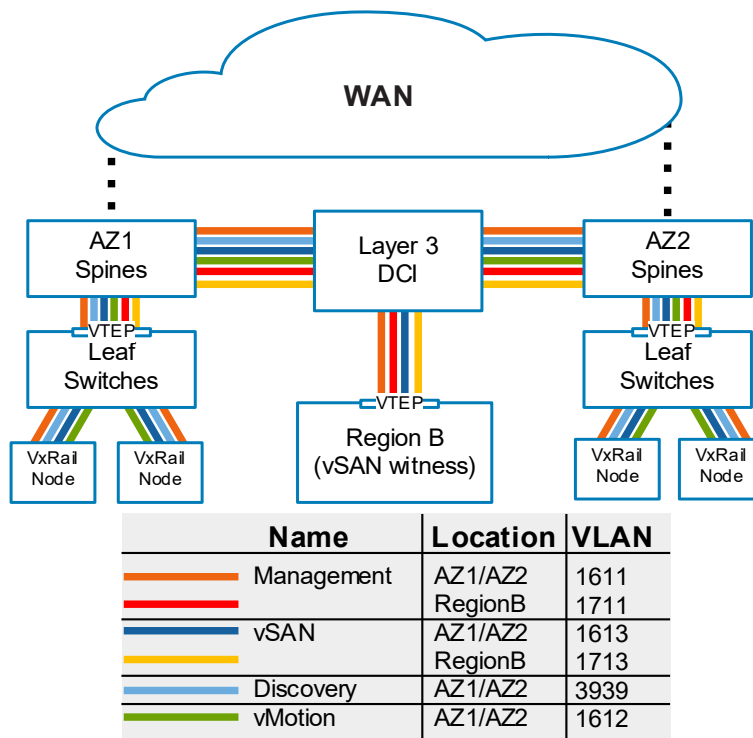 WAN
AZ1
Spines
Layer 3
DCI
AZ2
Spines
VTEP
Leaf
Switches
VTEP
Leaf
Switches
VTEP
Region B
(vSAN witness)
VxRail
Node
VxRail
Node
VxRail
Node
VxRail
Node
Name Location VLAN
Management AZ1/AZ2 1611
RegionB 1711
vSAN AZ1/AZ2 1613
RegionB 1713
Discovery AZ1/AZ2 3939
vMotion AZ1/AZ2 1612